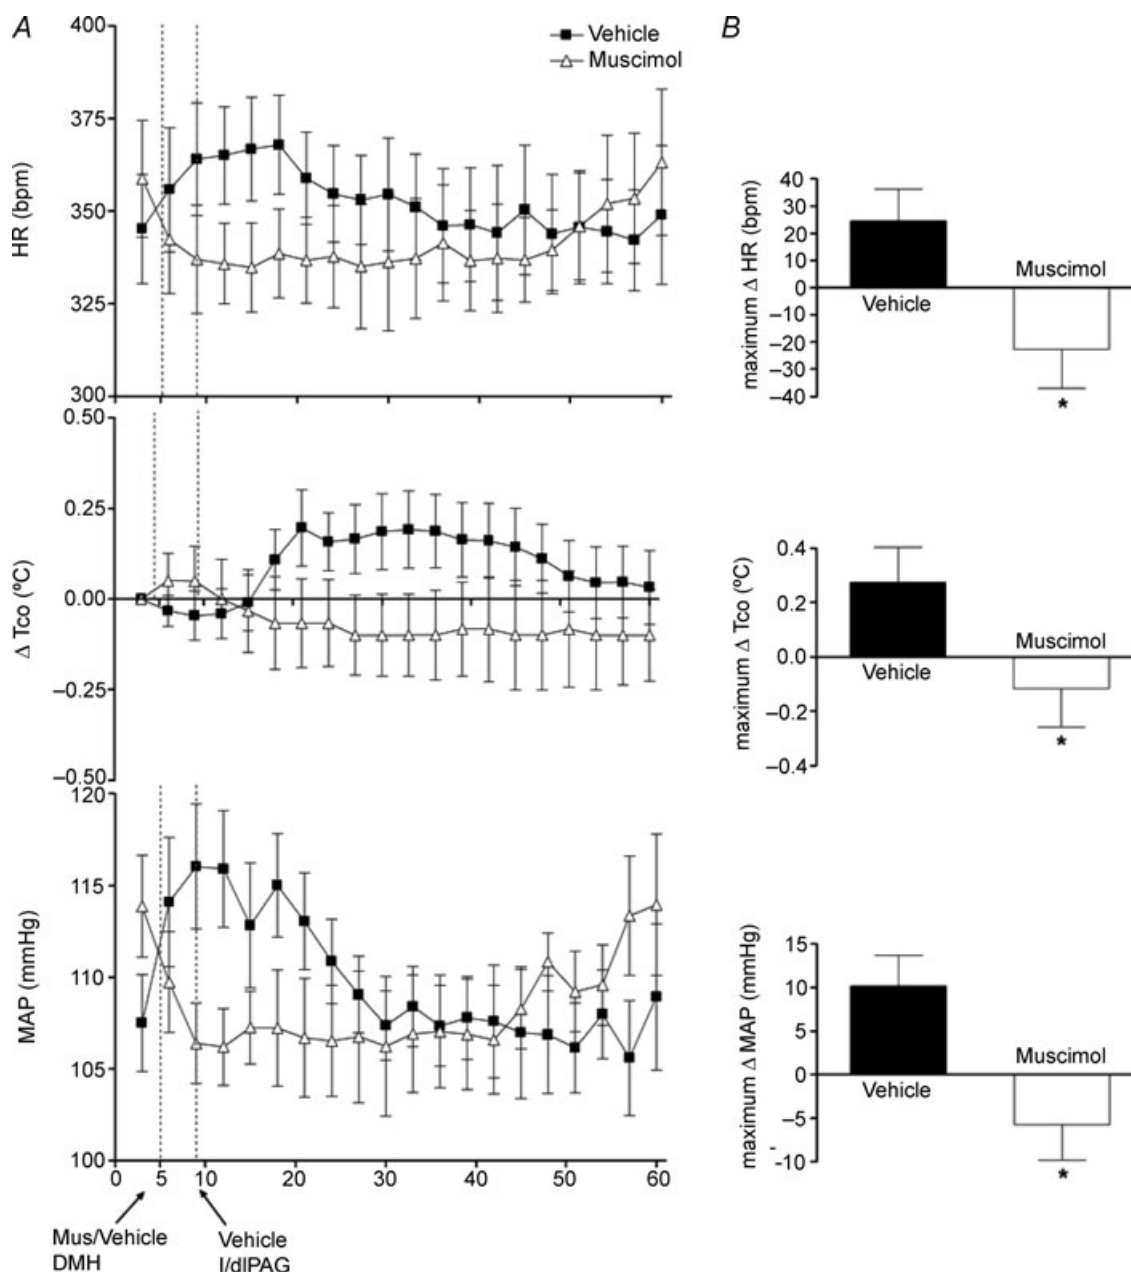 A
B
400
375
350
325
300
HR (bpm)
Vehicle
Muscimol
40
30
20
10
0
–10
–20
–30
–40
maximum Δ HR (bpm)
Vehicle
Muscimol
*
0.50
0.25
0.00
–0.25
–0.50
Δ Tco (ºC)
0.4
0.2
0.0
–0.2
–0.4
maximum Δ Tco (ºC)
Vehicle
Muscimol
*
120
115
110
105
100
MAP (mmHg)
0 5 10 20 30 40 50 60
Mus/Vehicle
DMH
Vehicle
l/dlPAG
15
10
5
0
–5
-10
maximum Δ MAP (mmHg)
Vehicle
Muscimol
*